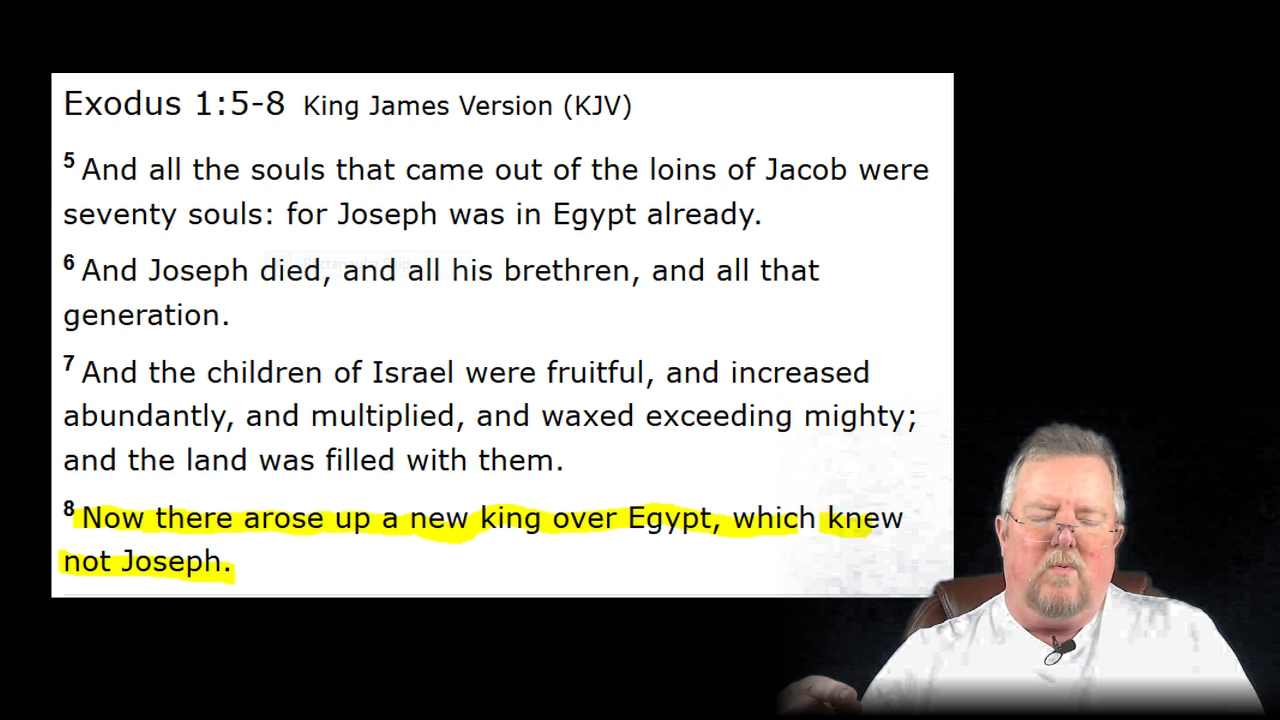 Exodus 1:5-8 King James Version (KJV)
5 And all the souls that came out of the loins of Jacob were
seventy souls: for Joseph was in Egypt already.
6 And Joseph died, and all his brethren, and all that
generation.
7 And the children of Israel were fruitful, and increased
abundantly, and multiplied, and waxed exceeding mighty;
and the land was filled with them.
8 Now there arose up a new king over Egypt, which knew
not Joseph.